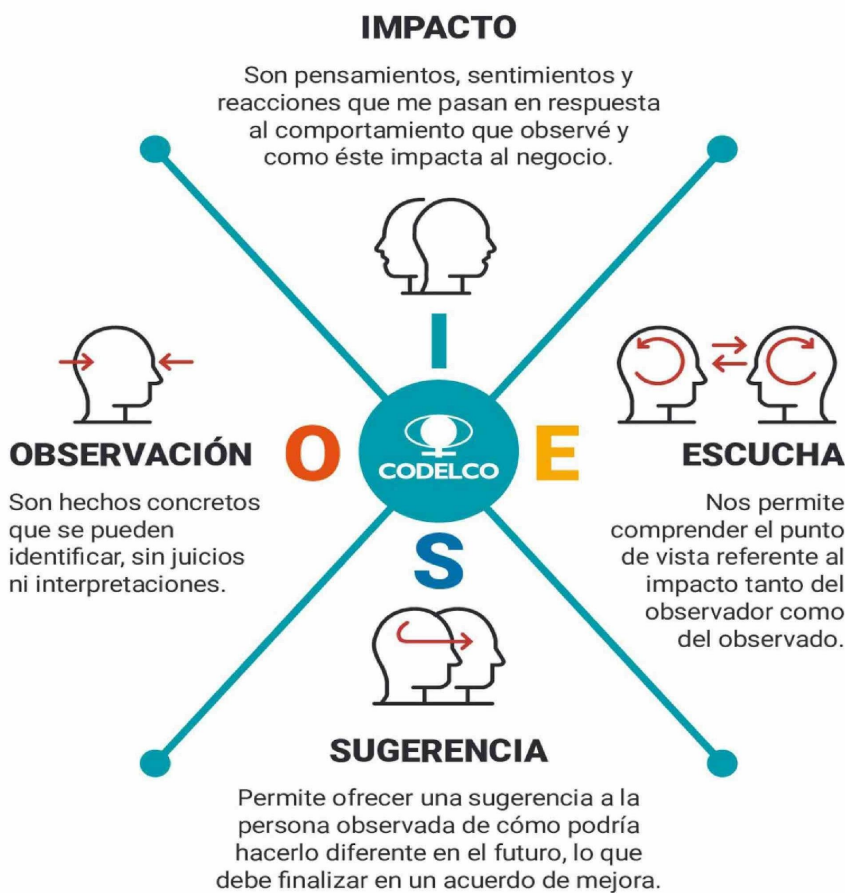 IMPACTO
Son pensamientos, sentimientos y
reacciones que me pasan en respuesta
al comportamiento que observé y
como éste impacta al negocio.
I
OBSERVACIÓN
Son hechos concretos
que se pueden
identificar, sin juicios
ni interpretaciones.
O
CODELCO
E
ESCUCHA
Nos permite
comprender el punto
de vista referente al
impacto tanto del
observador como
del observado.
S
SUGERENCIA
Permite ofrecer una sugerencia a la
persona observada de cómo podría
hacerlo diferente en el futuro, lo que
debe finalizar en un acuerdo de mejora.